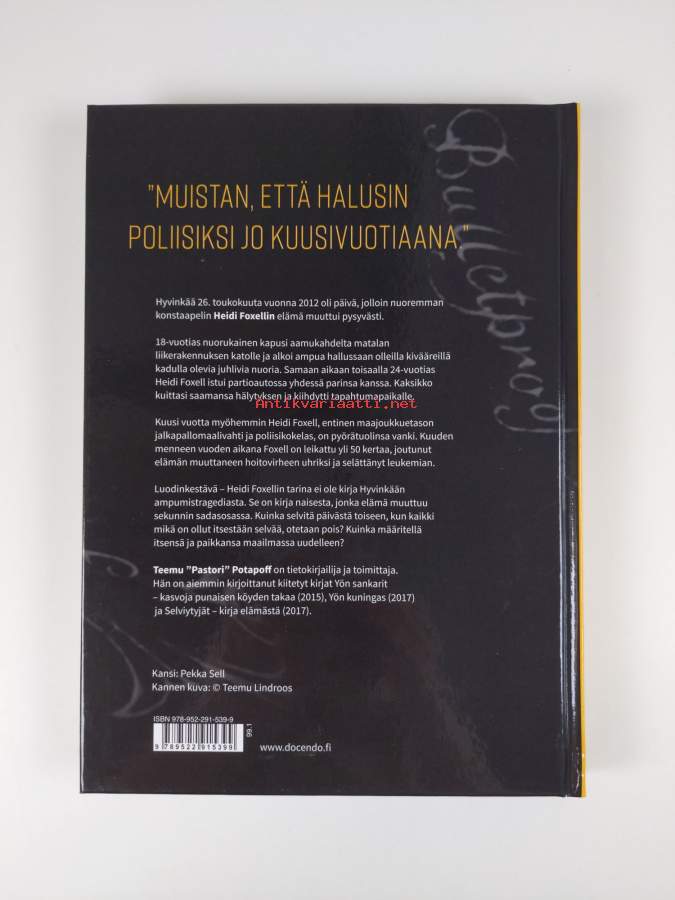 "MUISTAN, ETTÄ HALUSIN
POLIISIKSI JO KUUSIVUOTIAANA."
Bulletproof
Hyvinkää 26. toukokuuta vuonna 2012 oli päivä, jolloin nuoremman
konstaapelin Heidi Foxellin elämä muuttui pysyvästi.
18-vuotias nuorukainen kapusi aamukahdelta matalan
liikerakennuksen katolle ja alkoi ampua hallussaan olleilla kivääreillä
kadulla olevia juhlivia nuoria. Samaan aikaan toisaalla 24-vuotias
Heidi Foxell istui partioautossa yhdessä parinsa kanssa. Kaksikko
kuittasi saamansa hälytyksen ja kiihdytti tapahtumapaikalle.
Antikvariaatti.net
Kuusi vuotta myöhemmin Heidi Foxell, entinen maajoukkuetason
jalkapallomaalivahti ja poliisikokelas, on pyörätuolinsa vanki. Kuuden
menneen vuoden aikana Foxell on leikattu yli 50 kertaa, joutunut
elämän muuttaneen hoitovirheen uhriksi ja selättänyt leukemian.
Luodinkestävä – Heidi Foxellin tarina ei ole kirja Hyvinkään
ampumistragediasta. Se on kirja naisesta, jonka elämä muuttuu
sekunnin sadasosassa. Kuinka selvitä päivästä toiseen, kun kaikki
mikä on ollut itsestään selvää, otetaan pois? Kuinka määritellä
itsensä ja paikkansa maailmassa uudelleen?
Teemu "Pastori" Potapoff on tietokirjailija ja toimittaja.
Hän on aiemmin kirjoittanut kiitetyt kirjat Yön sankarit
– kasvoja punaisen köyden takaa (2015), Yön kuningas (2017)
ja Selviytyjät – kirja elämästä (2017).
Kansi: Pekka Sell
Kannen kuva: © Teemu Lindroos
ISBN 978-952-291-539-9
99.1
9 789522 915399
www.docendo.fi